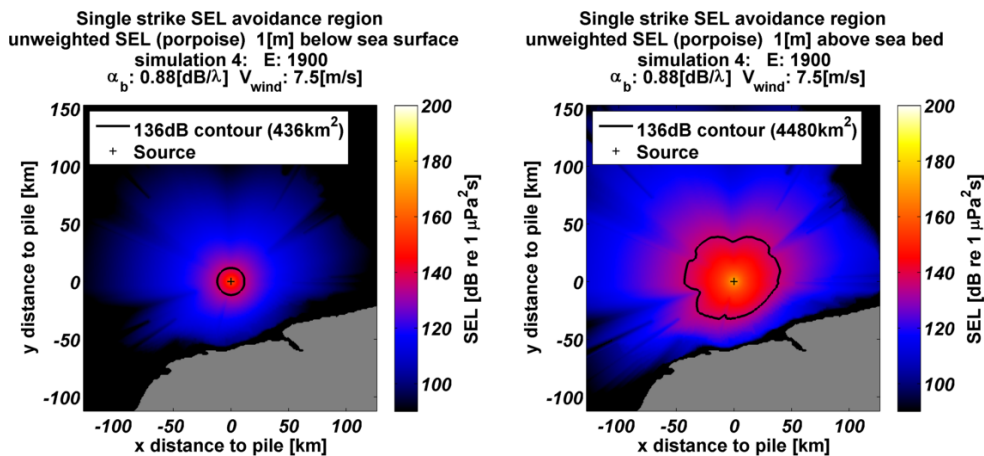 Single strike SEL avoidance region
unweighted SEL (porpoise) 1[m] below sea surface
simulation 4: E: 1900
α_b: 0.88[dB/λ] V_wind: 7.5[m/s]
136dB contour (436km²)
Source
150
100
50
0
-50
-100
y distance to pile [km]
-100 -50 0 50 100
x distance to pile [km]
200
180
160
140
120
100
SEL [dB re 1 μPa²s]
Single strike SEL avoidance region
unweighted SEL (porpoise) 1[m] above sea bed
simulation 4: E: 1900
α_b: 0.88[dB/λ] V_wind: 7.5[m/s]
136dB contour (4480km²)
Source
150
100
50
0
-50
-100
y distance to pile [km]
-100 -50 0 50 100
x distance to pile [km]
200
180
160
140
120
100
SEL [dB re 1 μPa²s]